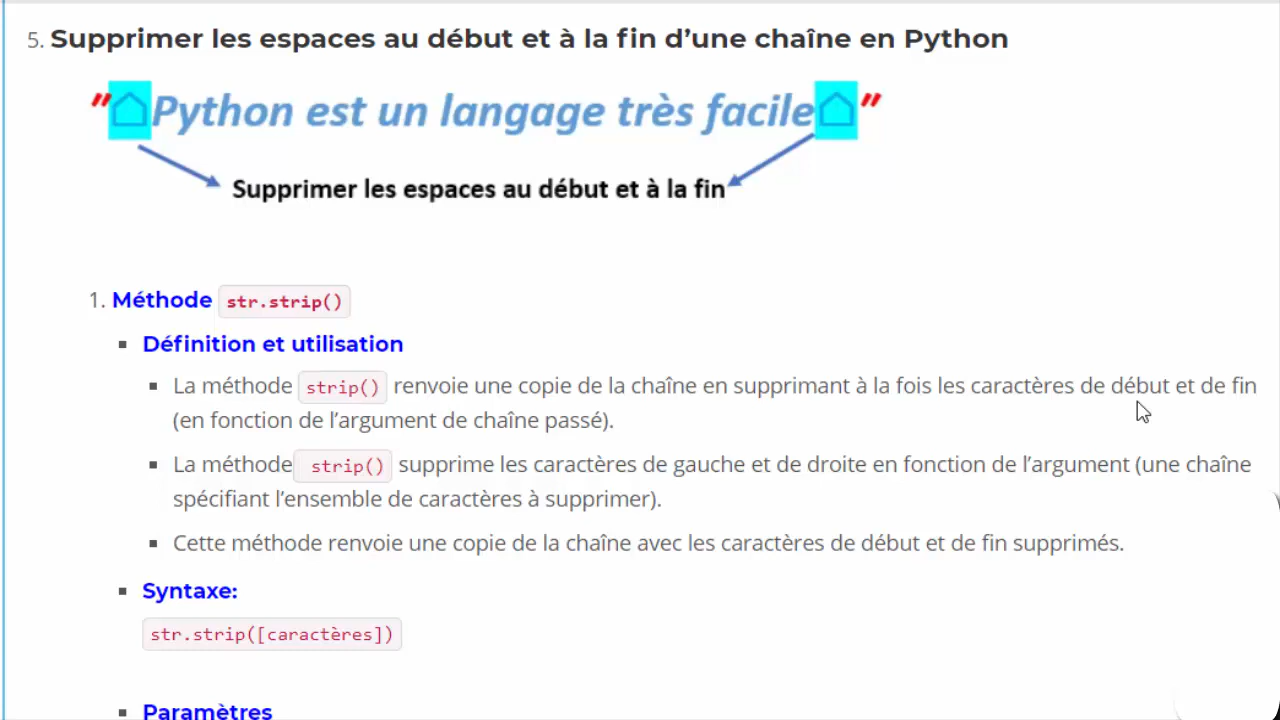 5. Supprimer les espaces au début et à la fin d’une chaîne en Python
" Python est un langage très facile "
Supprimer les espaces au début et à la fin
1. Méthode str.strip()
▪ Définition et utilisation
▪ La méthode strip() renvoie une copie de la chaîne en supprimant à la fois les caractères de début et de fin
(en fonction de l’argument de chaîne passé).
▪ La méthode strip() supprime les caractères de gauche et de droite en fonction de l’argument (une chaîne
spécifiant l’ensemble de caractères à supprimer).
▪ Cette méthode renvoie une copie de la chaîne avec les caractères de début et de fin supprimés.
▪ Syntaxe:
str.strip([caractères])
▪ Paramètres